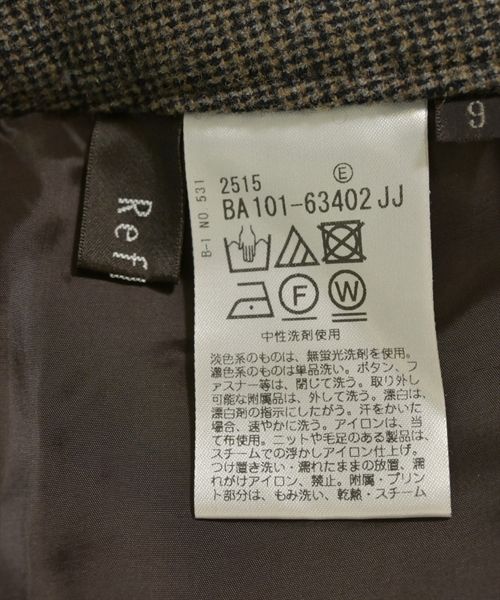 Ref
9
B-1 NO 531
2515
E
BA101-63402 JJ
F
W
中性洗剤使用
淡色系のものは、無蛍光洗剤を使用。
濃色系のものは単品洗い。ボタン、フ
ァスナー等は、閉じて洗う。取り外し
可能な附属品は、外して洗う。漂白は、
漂白剤の指示にしたがう。汗をかいた
場合、速やかに洗う。アイロンは、当
て布使用。ニットや毛足のある製品は、
スチームでの浮かしアイロン仕上げ。
つけ置き洗い・濡れたままの放置、濡
れがけアイロン、禁止。附属・プリン
ト部分は、もみ洗い、乾熱・スチーム